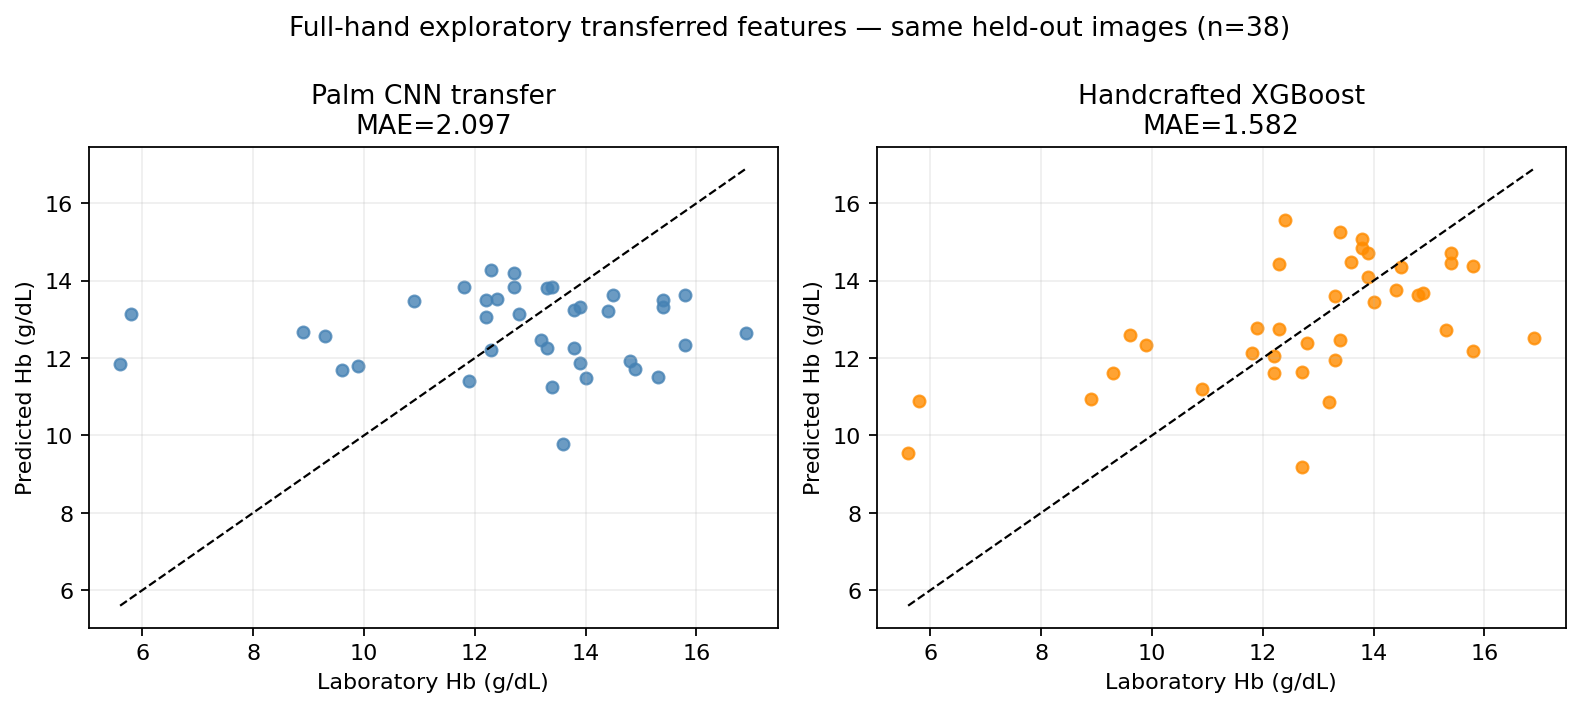 Full-hand exploratory transferred features — same held-out images (n=38)
Palm CNN transfer
MAE=2.097
16
14
12
10
8
6
Predicted Hb (g/dL)
6 8 10 12 14 16
Laboratory Hb (g/dL)
Handcrafted XGBoost
MAE=1.582
16
14
12
10
8
6
Predicted Hb (g/dL)
6 8 10 12 14 16
Laboratory Hb (g/dL)